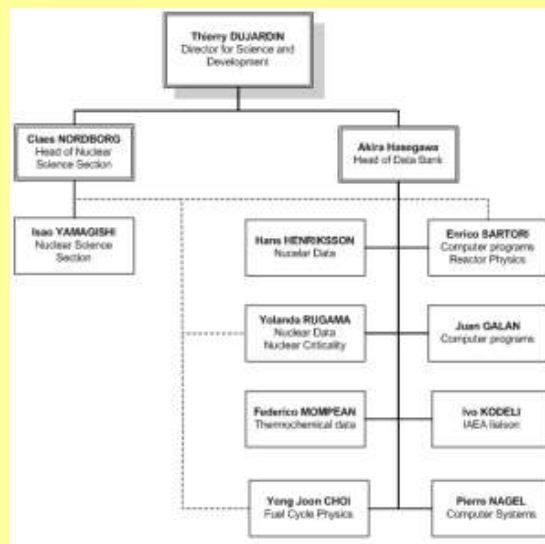 Thierry DUJARDIN
Director for Science and
Development
Claes NORDBORG
Head of Nuclear
Science Section
Akira Hasegawa
Head of Data Bank
Isao YAMAGISHI
Nuclear Science
Section
Hans HENRIKSSON
Nucelar Data
Enrico SARTORI
Computer programs
Reactor Physics
Yolanda RUGAMA
Nuclear Data
Nuclear Criticality
Juan GALAN
Computer programs
Federico MOMPEAN
Thermochemical data
Ivo KODELI
IAEA liaison
Yong Joon CHOI
Fuel Cycle Physics
Pierre NAGEL
Computer Systems